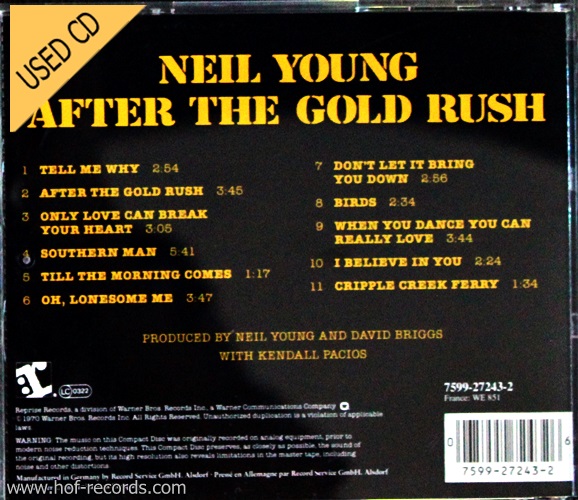 USED CD
NEIL YOUNG
AFTER THE GOLD RUSH
1 TELL ME WHY 2:54
2 AFTER THE GOLD RUSH 3:45
3 ONLY LOVE CAN BREAK
YOUR HEART 3:05
4 SOUTHERN MAN 5:41
5 TILL THE MORNING COMES 1:17
6 OH, LONESOME ME 3:47
7 DON'T LET IT BRING
YOU DOWN 2:56
8 BIRDS 2:34
9 WHEN YOU DANCE YOU CAN
REALLY LOVE 3:44
10 I BELIEVE IN YOU 2:24
11 CRIPPLE CREEK FERRY 1:34
PRODUCED BY NEIL YOUNG AND DAVID BRIGGS
WITH KENDALL PACIOS
r.
LC 0322
7599-27243-2
France: WE 851
Reprise Records, a division of Warner Bros. Records Inc., a Warner Communications Company
© 1970 Warner Bros. Records Inc. All Rights Reserved. Unauthorized duplication is a violation of applicable
laws.
WARNING: The music on this Compact Disc was originally recorded on analog equipment, prior to
modern noise reduction techniques. This Compact Disc preserves, as closely as possible, the sound of
the original recording, but its high resolution also reveals limitations in the master tape, including
noise and other distortions.
Manufactured in Germany by Record Service GmbH, Alsdorf · Pressé en Allemagne par Record Service GmbH, Alsdorf
0 6
7599-27243-2
www.hof-records.com